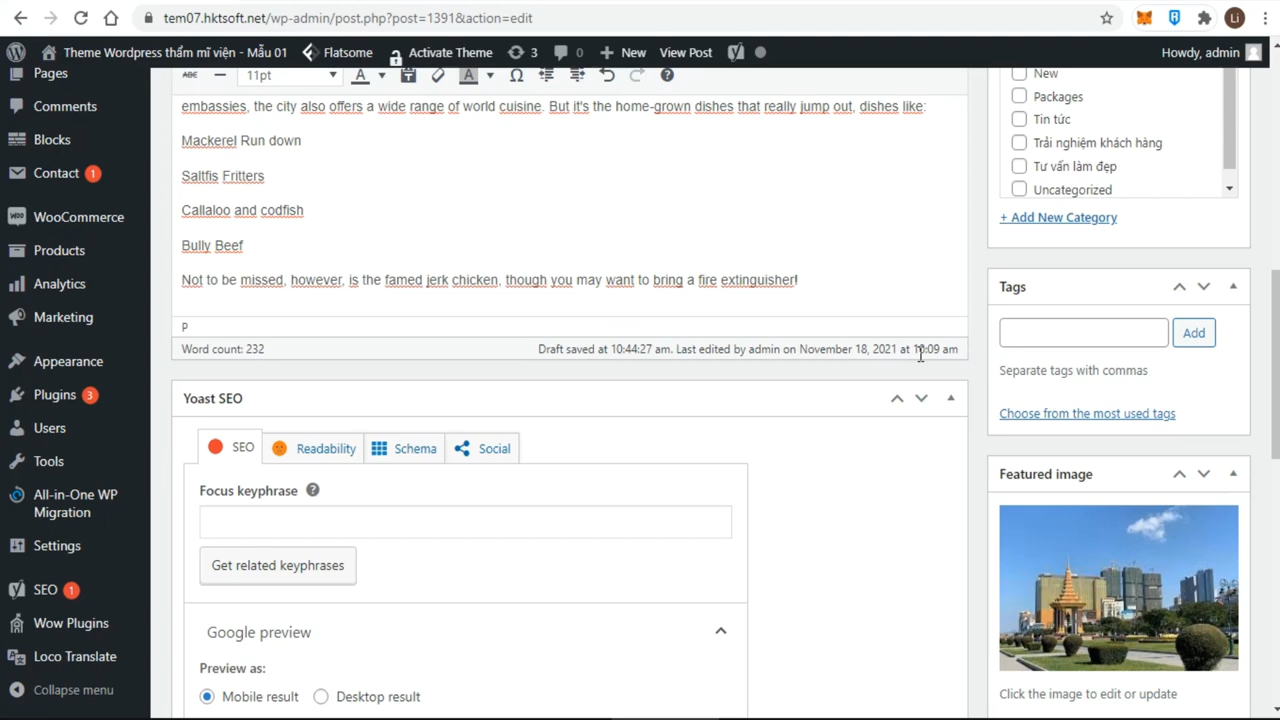 tem07.hktsoft.net/wp-admin/post.php?post=1391&action=edit
Li
Theme Wordpress thẩm mĩ viện - Mẫu 01
Flatsome
Activate Theme
3
0
New
View Post
Howdy, admin
Pages
Comments
Blocks
Contact 1
WooCommerce
Products
Analytics
Marketing
Appearance
Plugins 3
Users
Tools
All-in-One WP
Migration
Settings
SEO 1
Wow Plugins
Loco Translate
Collapse menu
ABC
11pt
A
A
embassies, the city also offers a wide range of world cuisine. But it's the home-grown dishes that really jump out, dishes like:
Mackerel Run down
Saltfis Fritters
Callaloo and codfish
Bully Beef
Not to be missed, however, is the famed jerk chicken, though you may want to bring a fire extinguisher!
P
Word count: 232
Draft saved at 10:44:27 am. Last edited by admin on November 18, 2021 at 10:09 am
Yoast SEO
SEO
Readability
Schema
Social
Focus keyphrase
Get related keyphrases
Google preview
Preview as:
Mobile result
Desktop result
New
Packages
Tin tức
Trải nghiệm khách hàng
Tư vấn làm đẹp
Uncategorized
+ Add New Category
Tags
Add
Separate tags with commas
Choose from the most used tags
Featured image
Click the image to edit or update